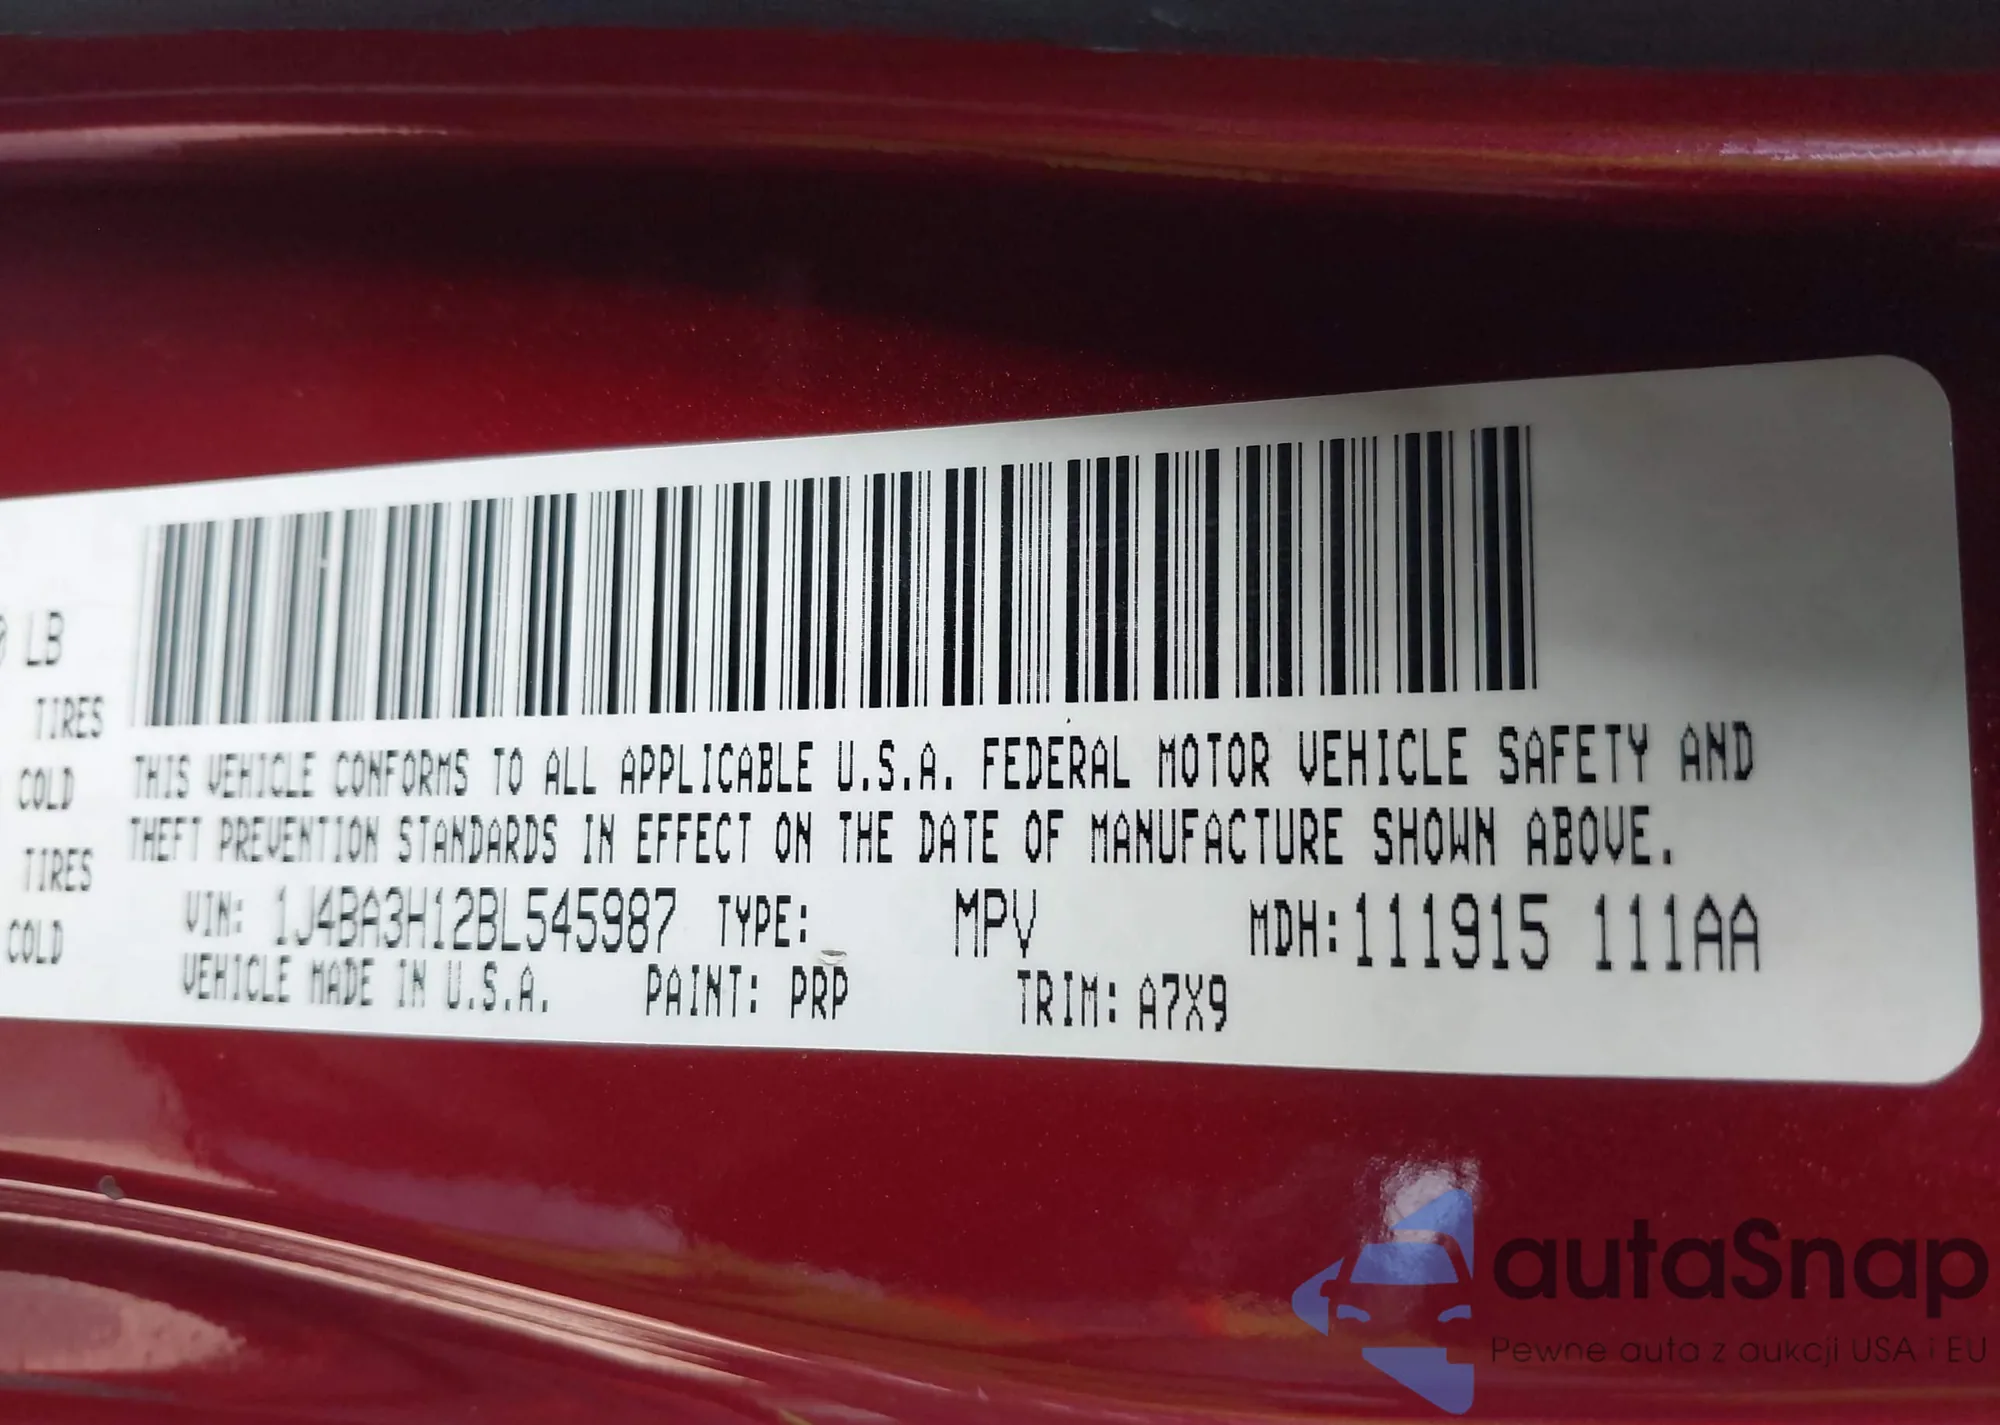 LB
TIRES
COLD
TIRES
COLD
THIS VEHICLE CONFORMS TO ALL APPLICABLE U.S.A. FEDERAL MOTOR VEHICLE SAFETY AND
THEFT PREVENTION STANDARDS IN EFFECT ON THE DATE OF MANUFACTURE SHOWN ABOVE.
VIN: 1J4BA3H12BL545987 TYPE: MPV MDH:111915 111AA
VEHICLE MADE IN U.S.A. PAINT: PRP TRIM: A7X9
autaSnap
Pewne auta z aukcji USA i EU